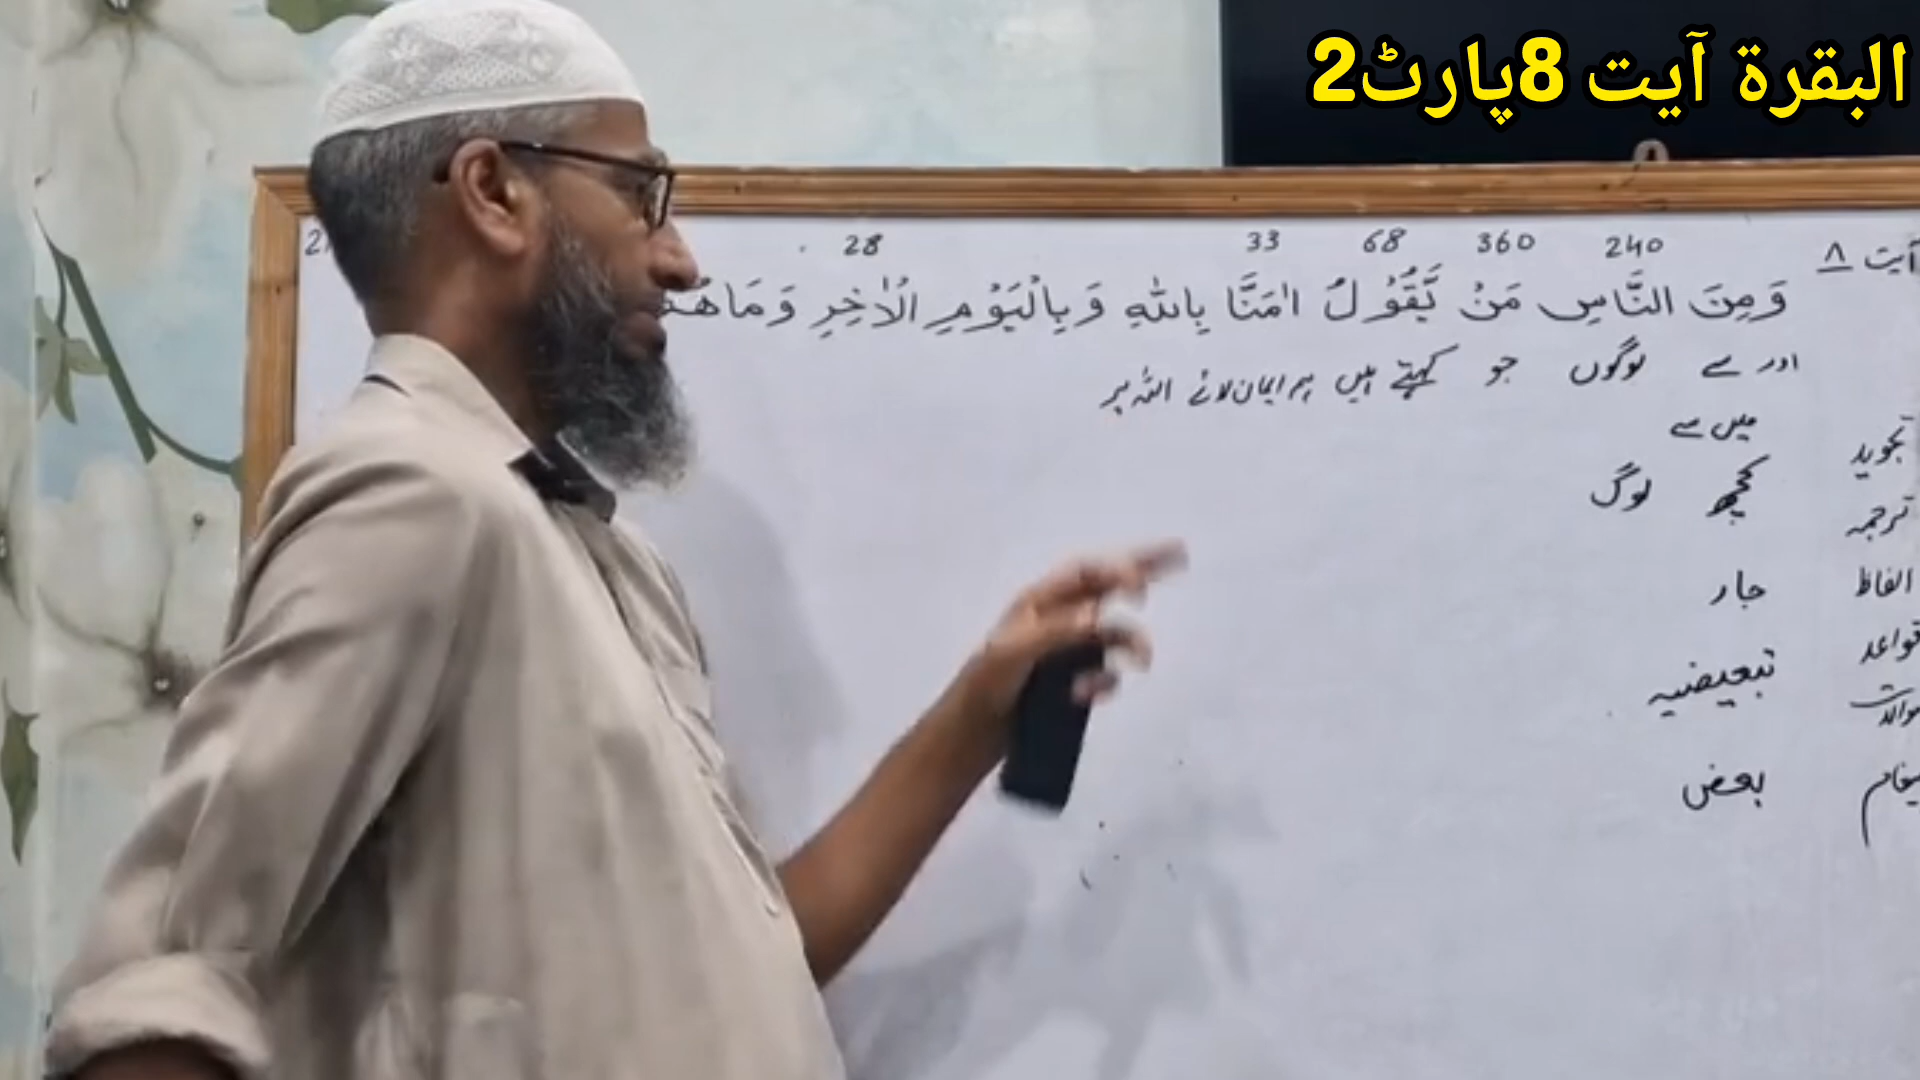 البقرة آیت 8پارٹ2
240 360 68 33 28
آیت ۸
وَمِنَ النَّاسِ مَنْ يَّقُوْلُ اٰمَنَّا بِاللّٰهِ وَبِالْيَوْمِ الْاٰخِرِ وَمَا
اور سے لوگوں جو کہتے ہیں ہم ایمان لائے اللہ پر
میں سے
تجوید
کچھ لوگ
ترجمہ
جار
الفاظ
قواعد
تبعیضیہ
بعض